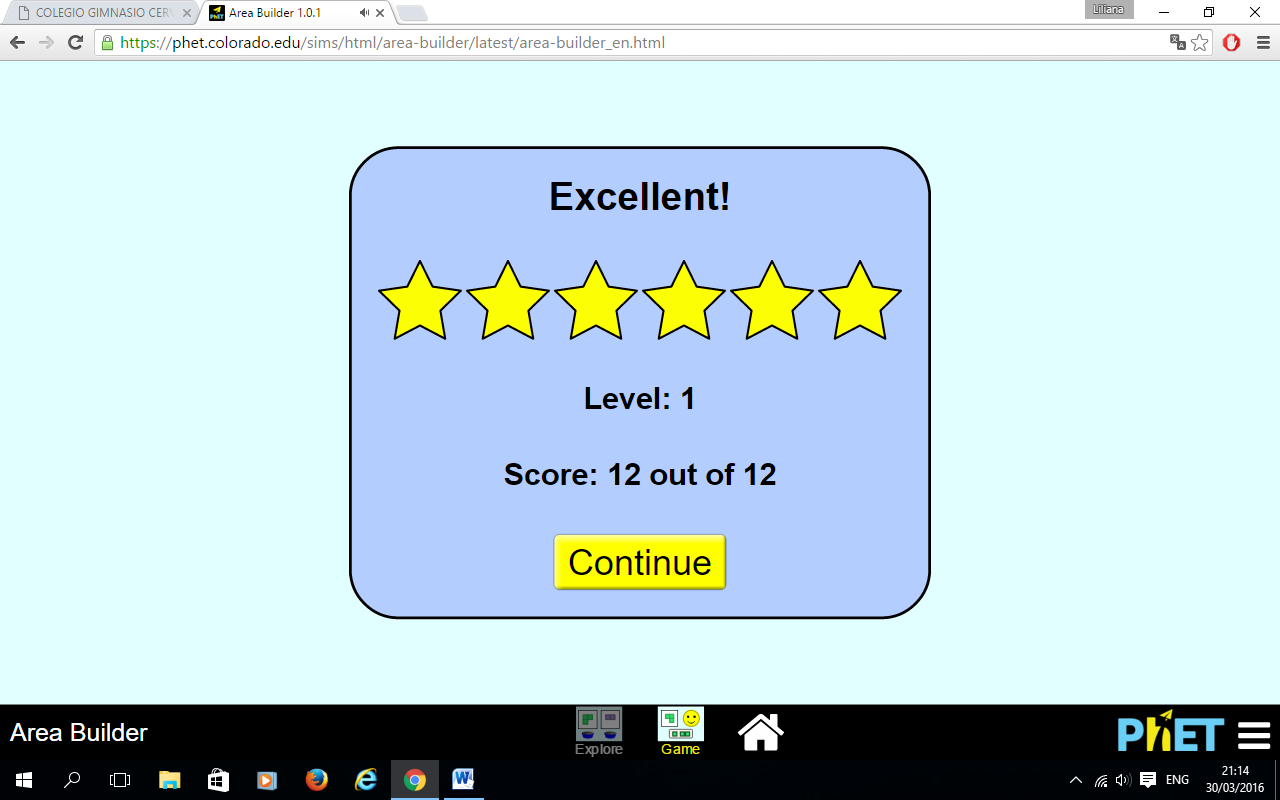 COLEGIO GIMNASIO CER
Area Builder 1.0.1
Liliana
https://phet.colorado.edu/sims/html/area-builder/latest/area-builder_en.html
Excellent!
Level: 1
Score: 12 out of 12
Continue
Area Builder
Explore
Game
PhET
ENG
21:14
30/03/2016